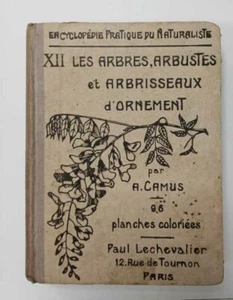 ENCYCLOPÉDIE PRATIQUE DU NATURALISTE
XII LES ARBRES, ARBUSTES
et ARBRISSEAUX
d'ORNEMENT
par
A. CAMUS
96
planches coloriées
Paul Lechevalier
12. Rue de Tournon
PARIS